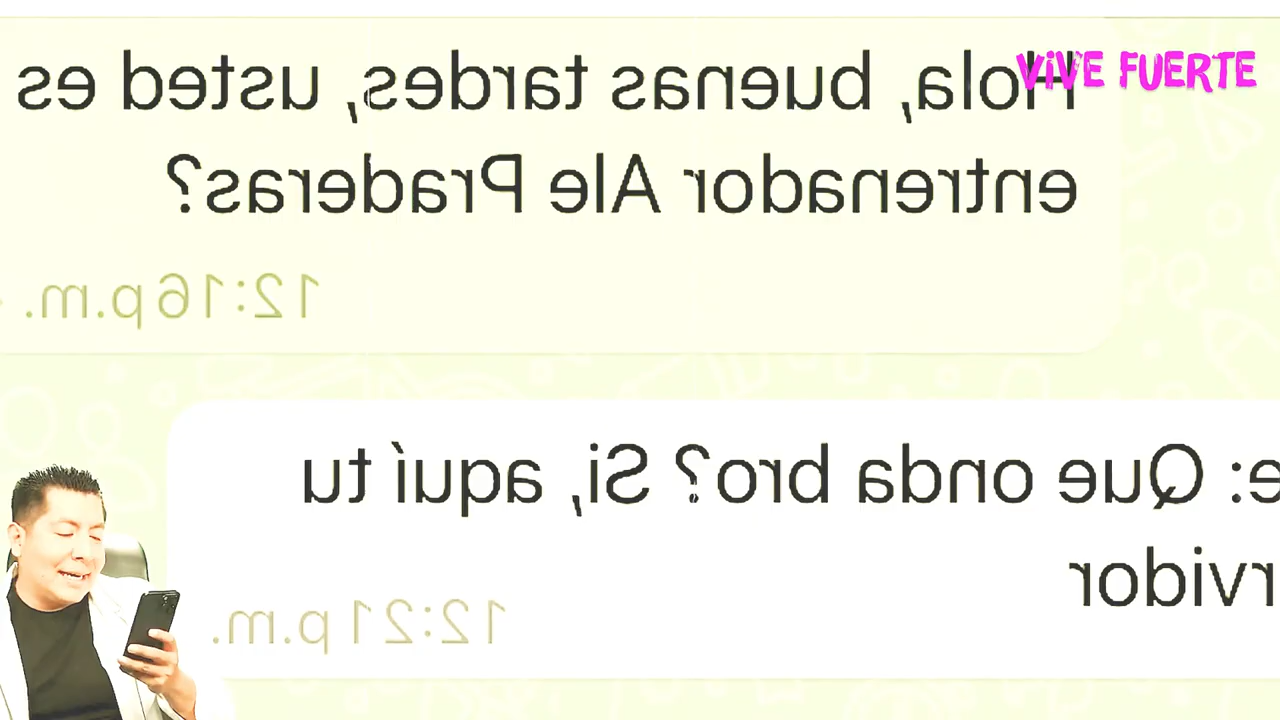 ViVE FUERTE
Hola, buenas tardes, usted es
entrenador Ale Praderas?
12:16 p.m.
e: Que onda bro? Si, aquí tu
rvidor
12:21 p.m.